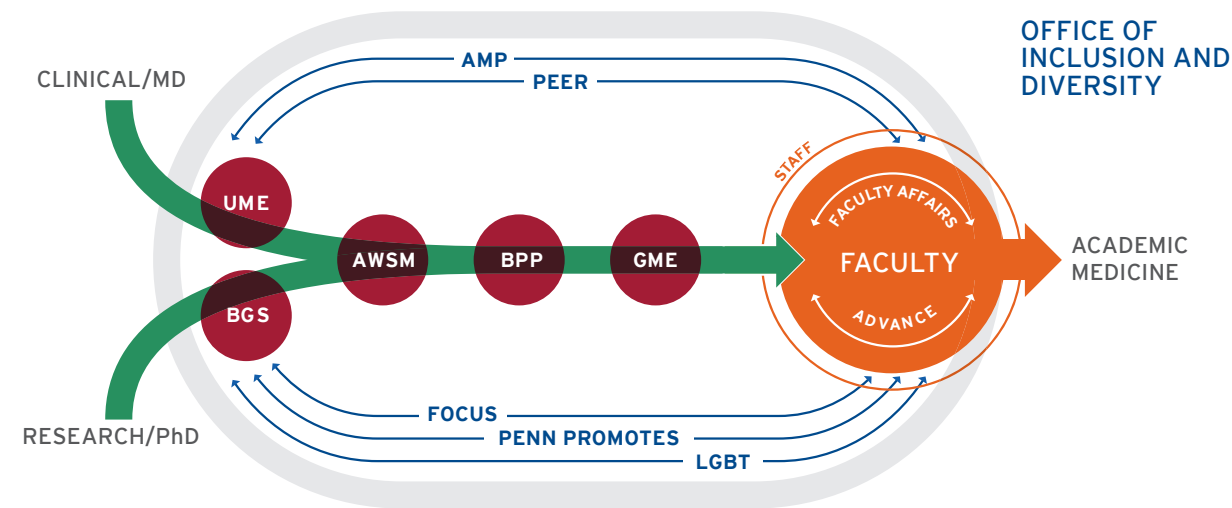 OFFICE OF
INCLUSION AND
DIVERSITY
AMP
PEER
CLINICAL/MD
STAFF
UME
FACULTY AFFAIRS
AWSM
BPP
GME
FACULTY
ACADEMIC
MEDICINE
BGS
ADVANCE
FOCUS
RESEARCH/PhD
PENN PROMOTES
LGBT